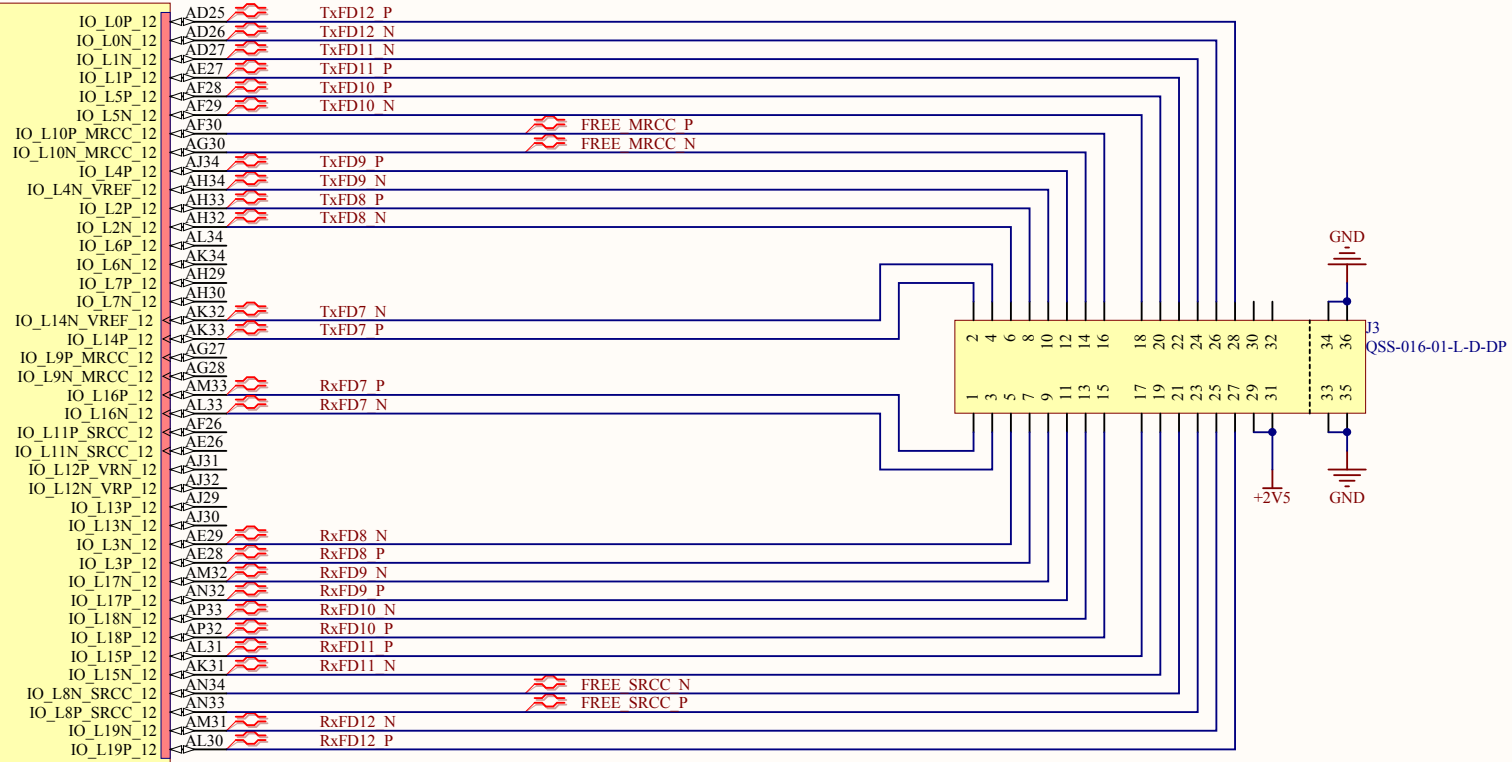 IO_L0P_12 AD25 TxFD12_P
IO_L0N_12 AD26 TxFD12_N
IO_L1N_12 AD27 TxFD11_N
IO_L1P_12 AE27 TxFD11_P
IO_L5P_12 AF28 TxFD10_P
IO_L5N_12 AF29 TxFD10_N
IO_L10P_MRCC_12 AF30 FREE_MRCC_P
IO_L10N_MRCC_12 AG30 FREE_MRCC_N
IO_L4P_12 AJ34 TxFD9_P
IO_L4N_VREF_12 AH34 TxFD9_N
IO_L2P_12 AH33 TxFD8_P
IO_L2N_12 AH32 TxFD8_N
IO_L6P_12 AL34
GND
IO_L6N_12 AK34
IO_L7P_12 AH29
IO_L7N_12 AH30
IO_L14N_VREF_12 AK32 TxFD7_N
IO_L14P_12 AK33 TxFD7_P
J3
QSS-016-01-L-D-DP
2 4 6 8 10 12 14 16 18 20 22 24 26 28 30 32 34 36
IO_L9P_MRCC_12 AG27
IO_L9N_MRCC_12 AG28
IO_L16P_12 AM33 RxFD7_P
1 3 5 7 9 11 13 15 17 19 21 23 25 27 29 31 33 35
IO_L16N_12 AL33 RxFD7_N
IO_L11P_SRCC_12 AF26
IO_L11N_SRCC_12 AE26
IO_L12P_VRN_12 AJ31
IO_L12N_VRP_12 AJ32
+2V5 GND
IO_L13P_12 AJ29
IO_L13N_12 AJ30
IO_L3N_12 AE29 RxFD8_N
IO_L3P_12 AE28 RxFD8_P
IO_L17N_12 AM32 RxFD9_N
IO_L17P_12 AN32 RxFD9_P
IO_L18N_12 AP33 RxFD10_N
IO_L18P_12 AP32 RxFD10_P
IO_L15P_12 AL31 RxFD11_P
IO_L15N_12 AK31 RxFD11_N
IO_L8N_SRCC_12 AN34 FREE_SRCC_N
IO_L8P_SRCC_12 AN33 FREE_SRCC_P
IO_L19N_12 AM31 RxFD12_N
IO_L19P_12 AL30 RxFD12_P